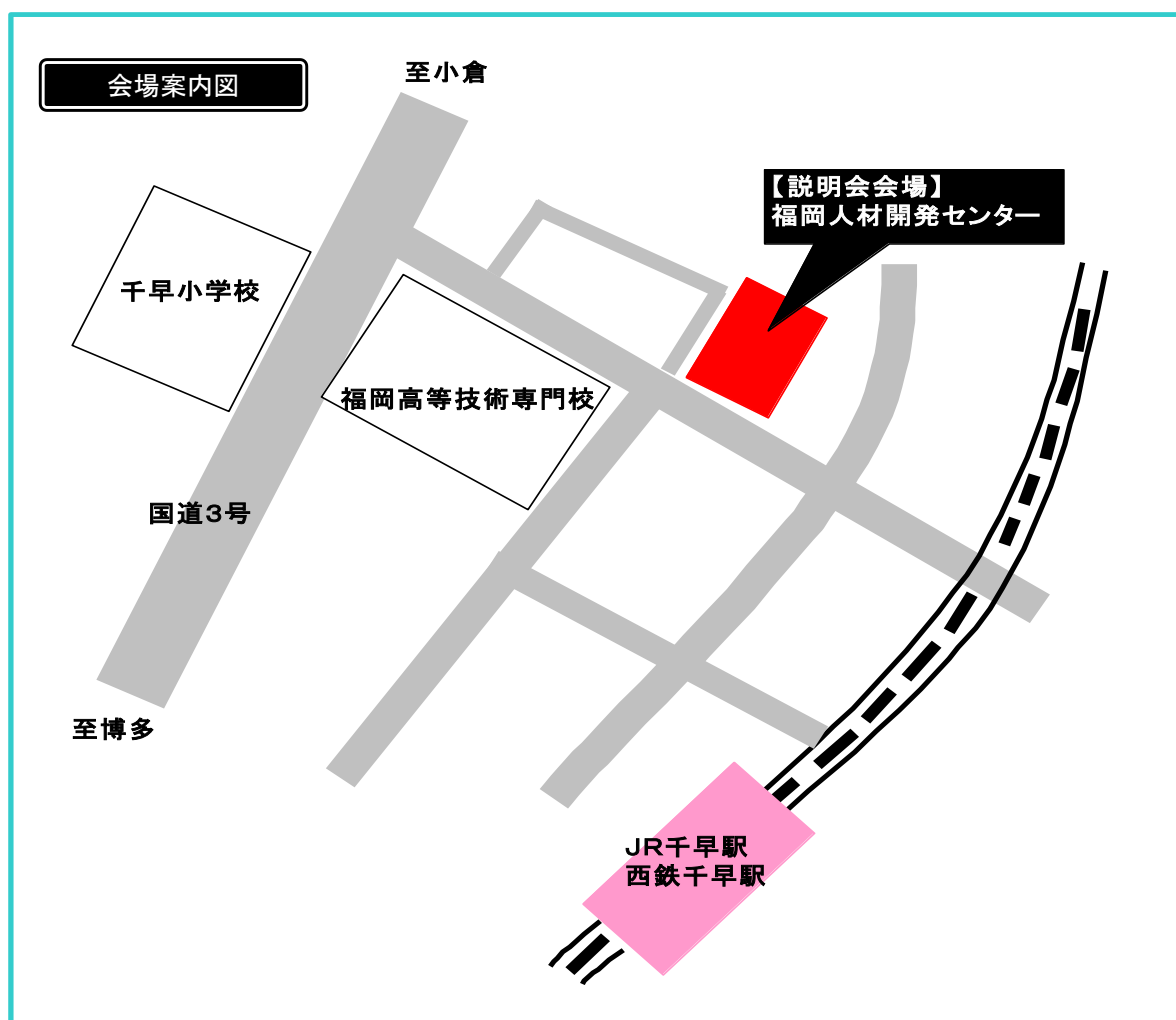 会場案内図
至小倉
【説明会会場】
福岡人材開発センター
千早小学校
福岡高等技術専門校
国道３号
至博多
ＪＲ千早駅
西鉄千早駅